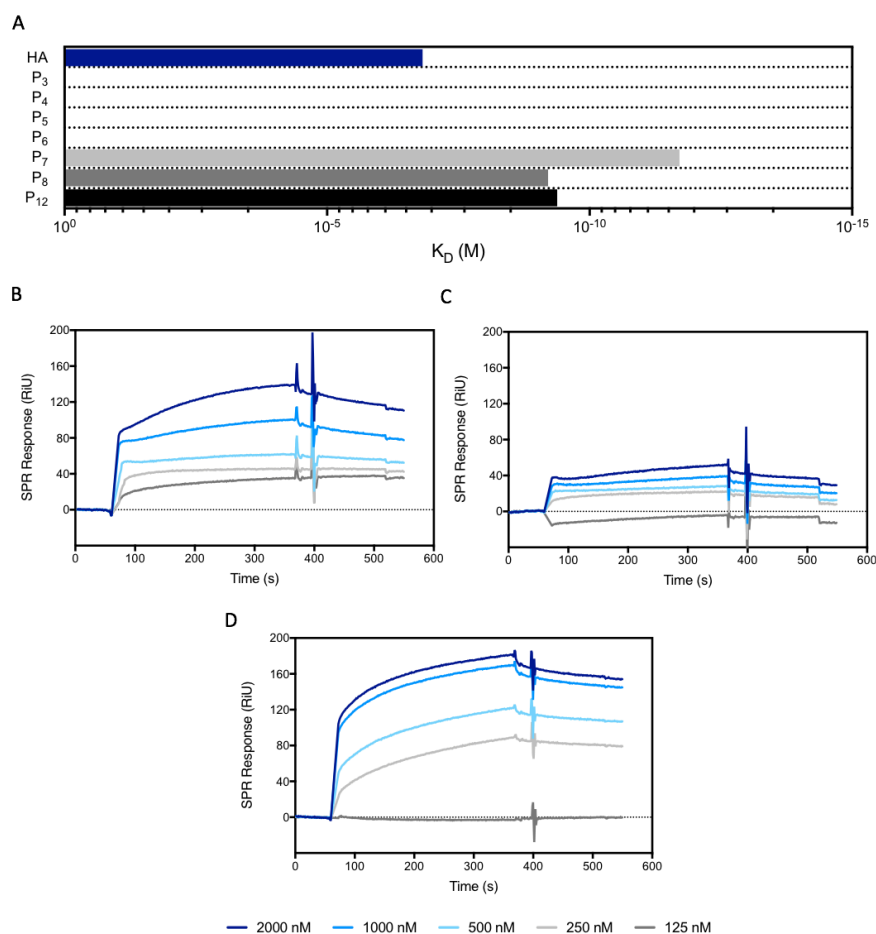 A
HA
P3
P4
P5
P6
P7
P8
P12
10^0 10^-5 10^-10 10^-15
KD (M)
B
200
160
120
80
40
0
SPR Response (RiU)
0 100 200 300 400 500 600
Time (s)
C
200
160
120
80
40
0
SPR Response (RiU)
0 100 200 300 400 500 600
Time (s)
D
200
160
120
80
40
0
SPR Response (RiU)
0 100 200 300 400 500 600
Time (s)
2000 nM 1000 nM 500 nM 250 nM 125 nM